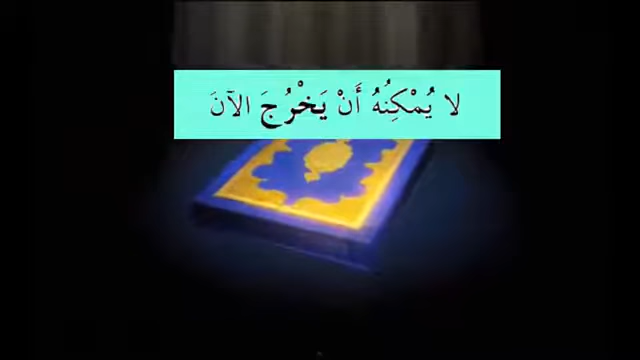 لا يُمْكِنُهُ أَنْ يَخْرُجَ الآنَ